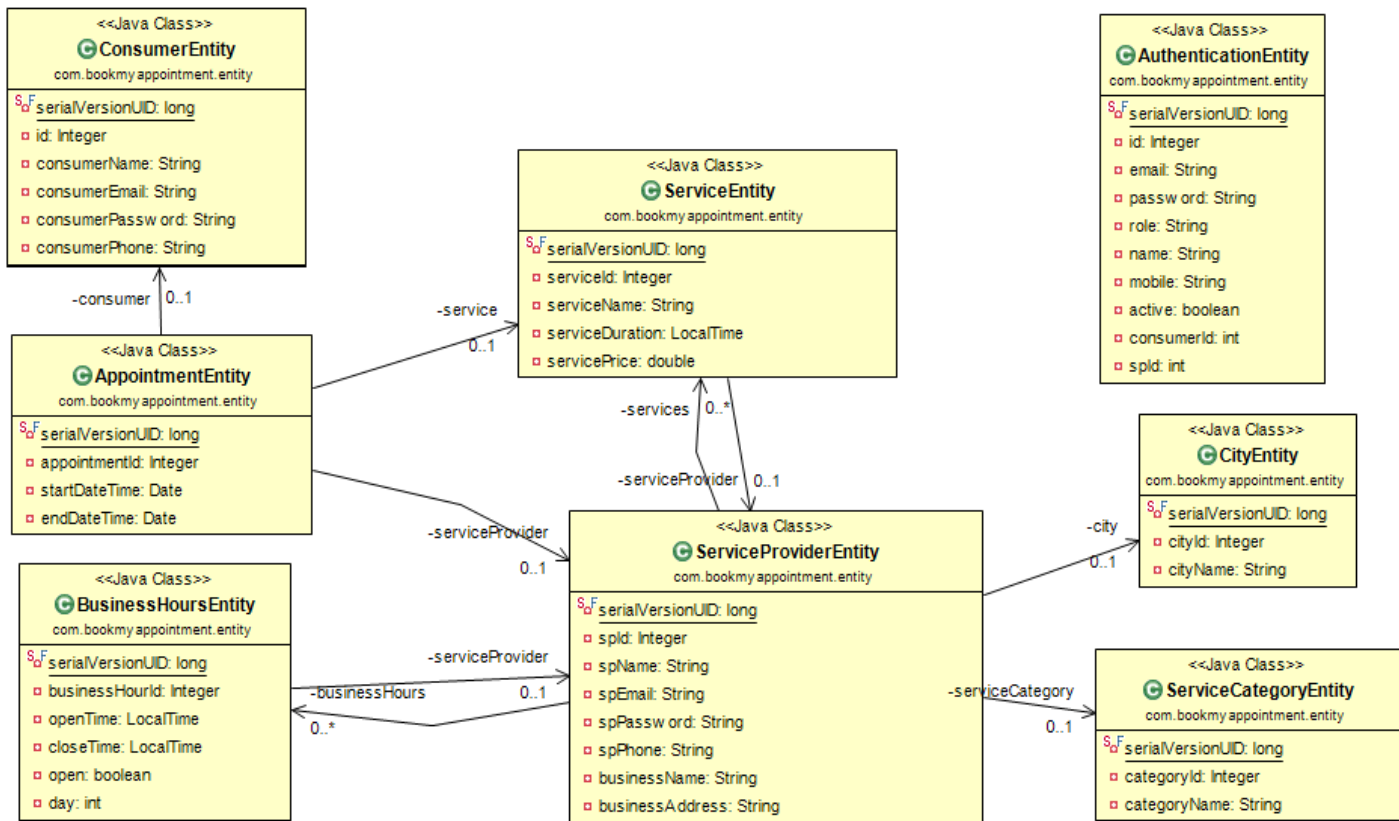 <<Java Class>>
ConsumerEntity
com.bookmyappointment.entity
serialVersionUID: long
id: Integer
consumerName: String
consumerEmail: String
consumerPassword: String
consumerPhone: String
-consumer
0..1
<<Java Class>>
AppointmentEntity
com.bookmyappointment.entity
serialVersionUID: long
appointmentId: Integer
startDateTime: Date
endDateTime: Date
-service
0..1
-serviceProvider
0..1
<<Java Class>>
BusinessHoursEntity
com.bookmyappointment.entity
serialVersionUID: long
businessHourId: Integer
openTime: LocalTime
closeTime: LocalTime
open: boolean
day: int
-serviceProvider
0..1
-businessHours
0..*
<<Java Class>>
ServiceEntity
com.bookmyappointment.entity
serialVersionUID: long
serviceId: Integer
serviceName: String
serviceDuration: LocalTime
servicePrice: double
-services
0..*
-serviceProvider
0..1
<<Java Class>>
ServiceProviderEntity
com.bookmyappointment.entity
serialVersionUID: long
spId: Integer
spName: String
spEmail: String
spPassword: String
spPhone: String
businessName: String
businessAddress: String
-city
0..1
-serviceCategory
0..1
<<Java Class>>
AuthenticationEntity
com.bookmyappointment.entity
serialVersionUID: long
id: Integer
email: String
password: String
role: String
name: String
mobile: String
active: boolean
consumerId: int
spId: int
<<Java Class>>
CityEntity
com.bookmyappointment.entity
serialVersionUID: long
cityId: Integer
cityName: String
<<Java Class>>
ServiceCategoryEntity
com.bookmyappointment.entity
serialVersionUID: long
categoryId: Integer
categoryName: String